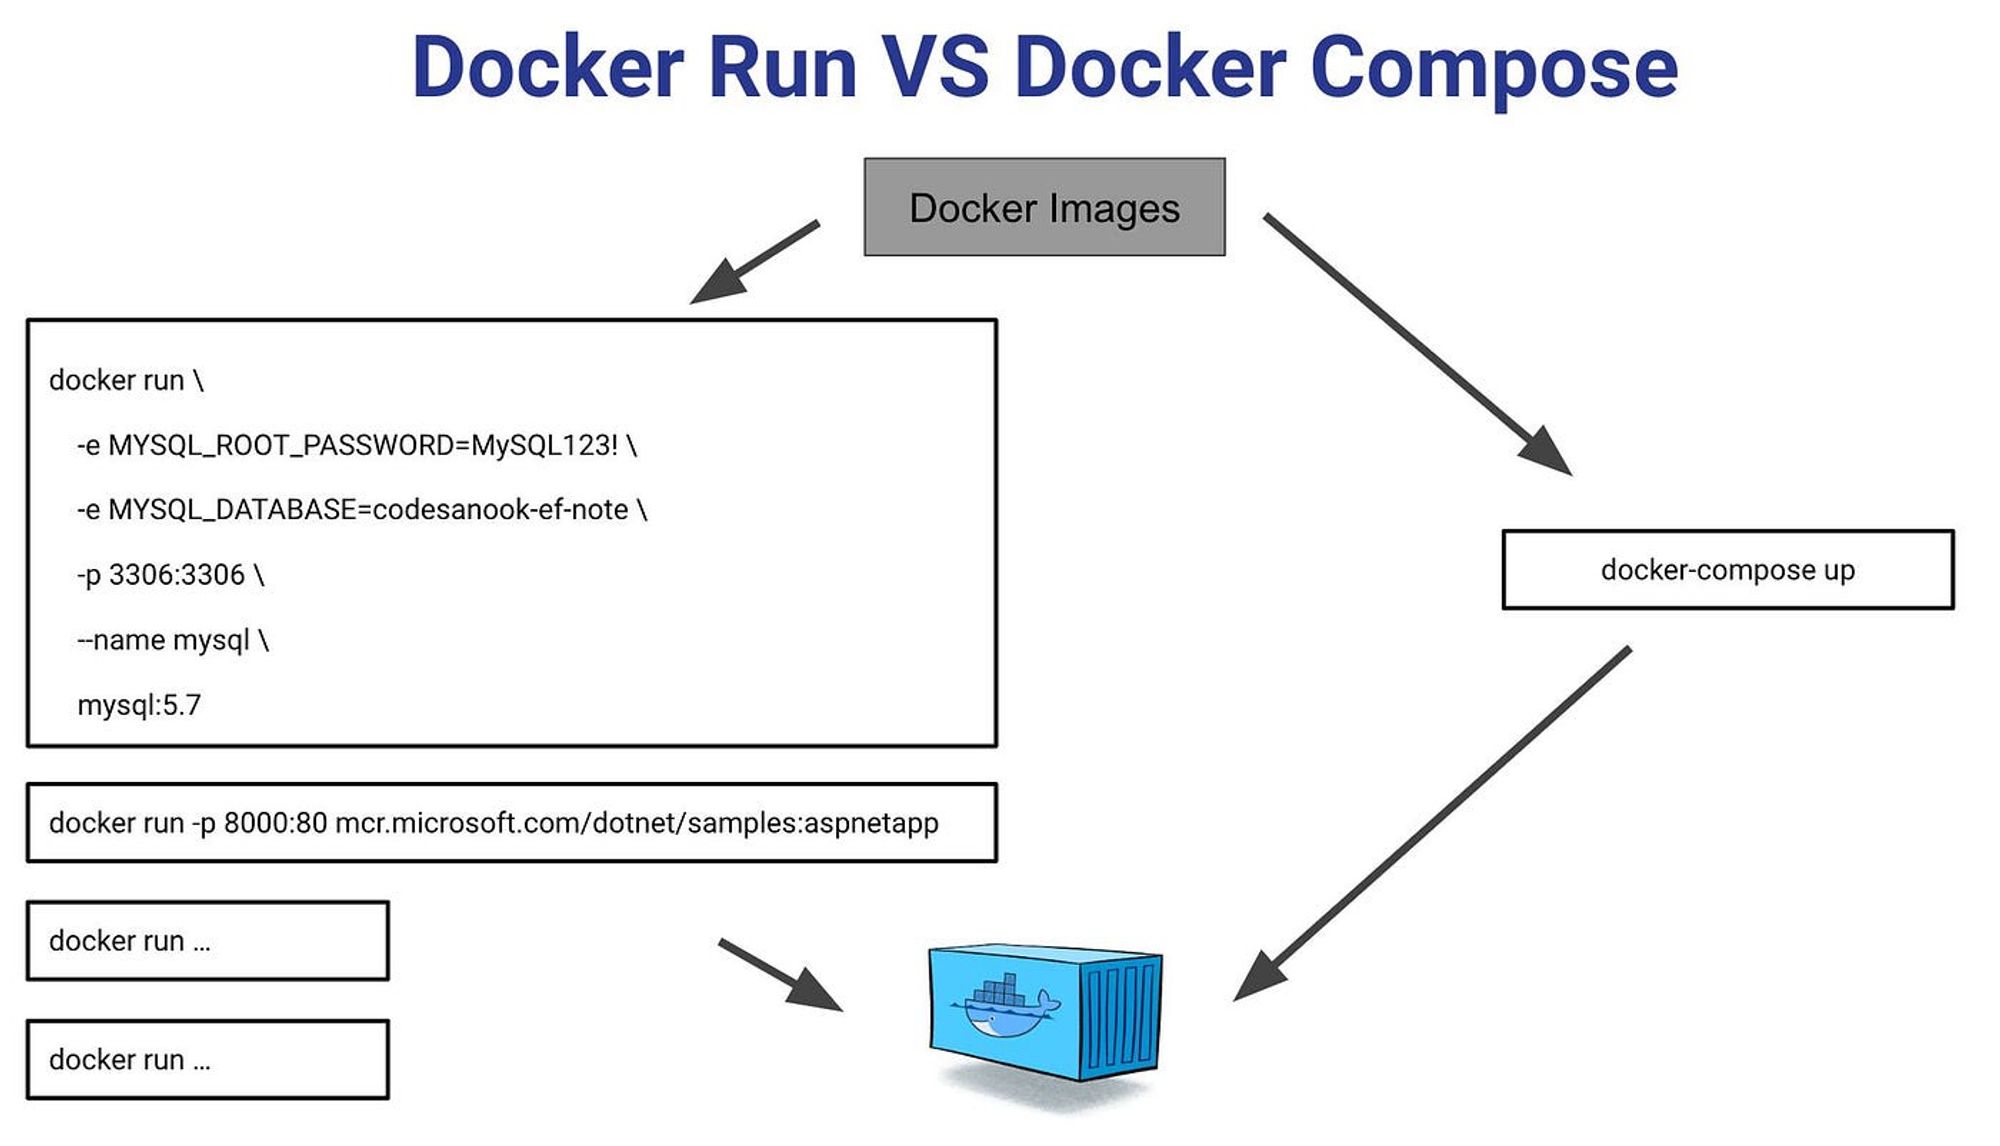 Docker Run VS Docker Compose
Docker Images
docker run \
-e MYSQL_ROOT_PASSWORD=MySQL123! \
-e MYSQL_DATABASE=codesanook-ef-note \
-p 3306:3306 \
--name mysql \
mysql:5.7
docker run -p 8000:80 mcr.microsoft.com/dotnet/samples:aspnetapp
docker run ...
docker run ...
docker-compose up